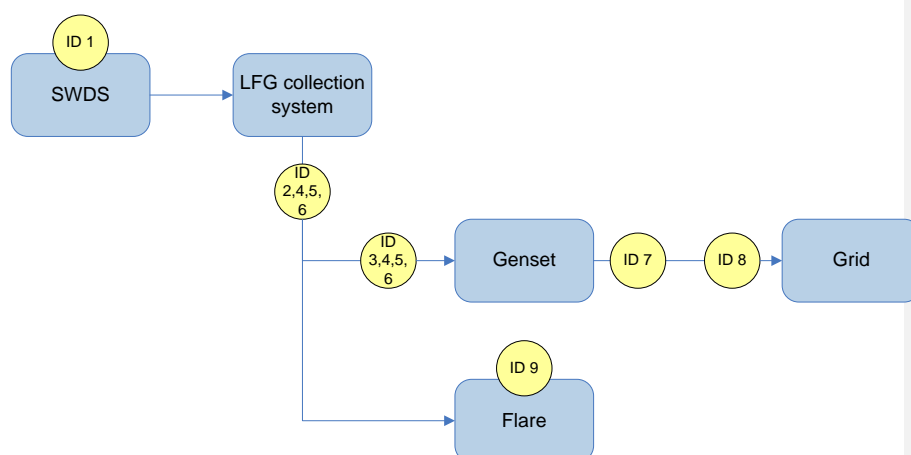 ID 1
SWDS
LFG collection
system
ID
2,4,5,
6
ID
3,4,5,
6
Genset
ID 7
ID 8
Grid
ID 9
Flare